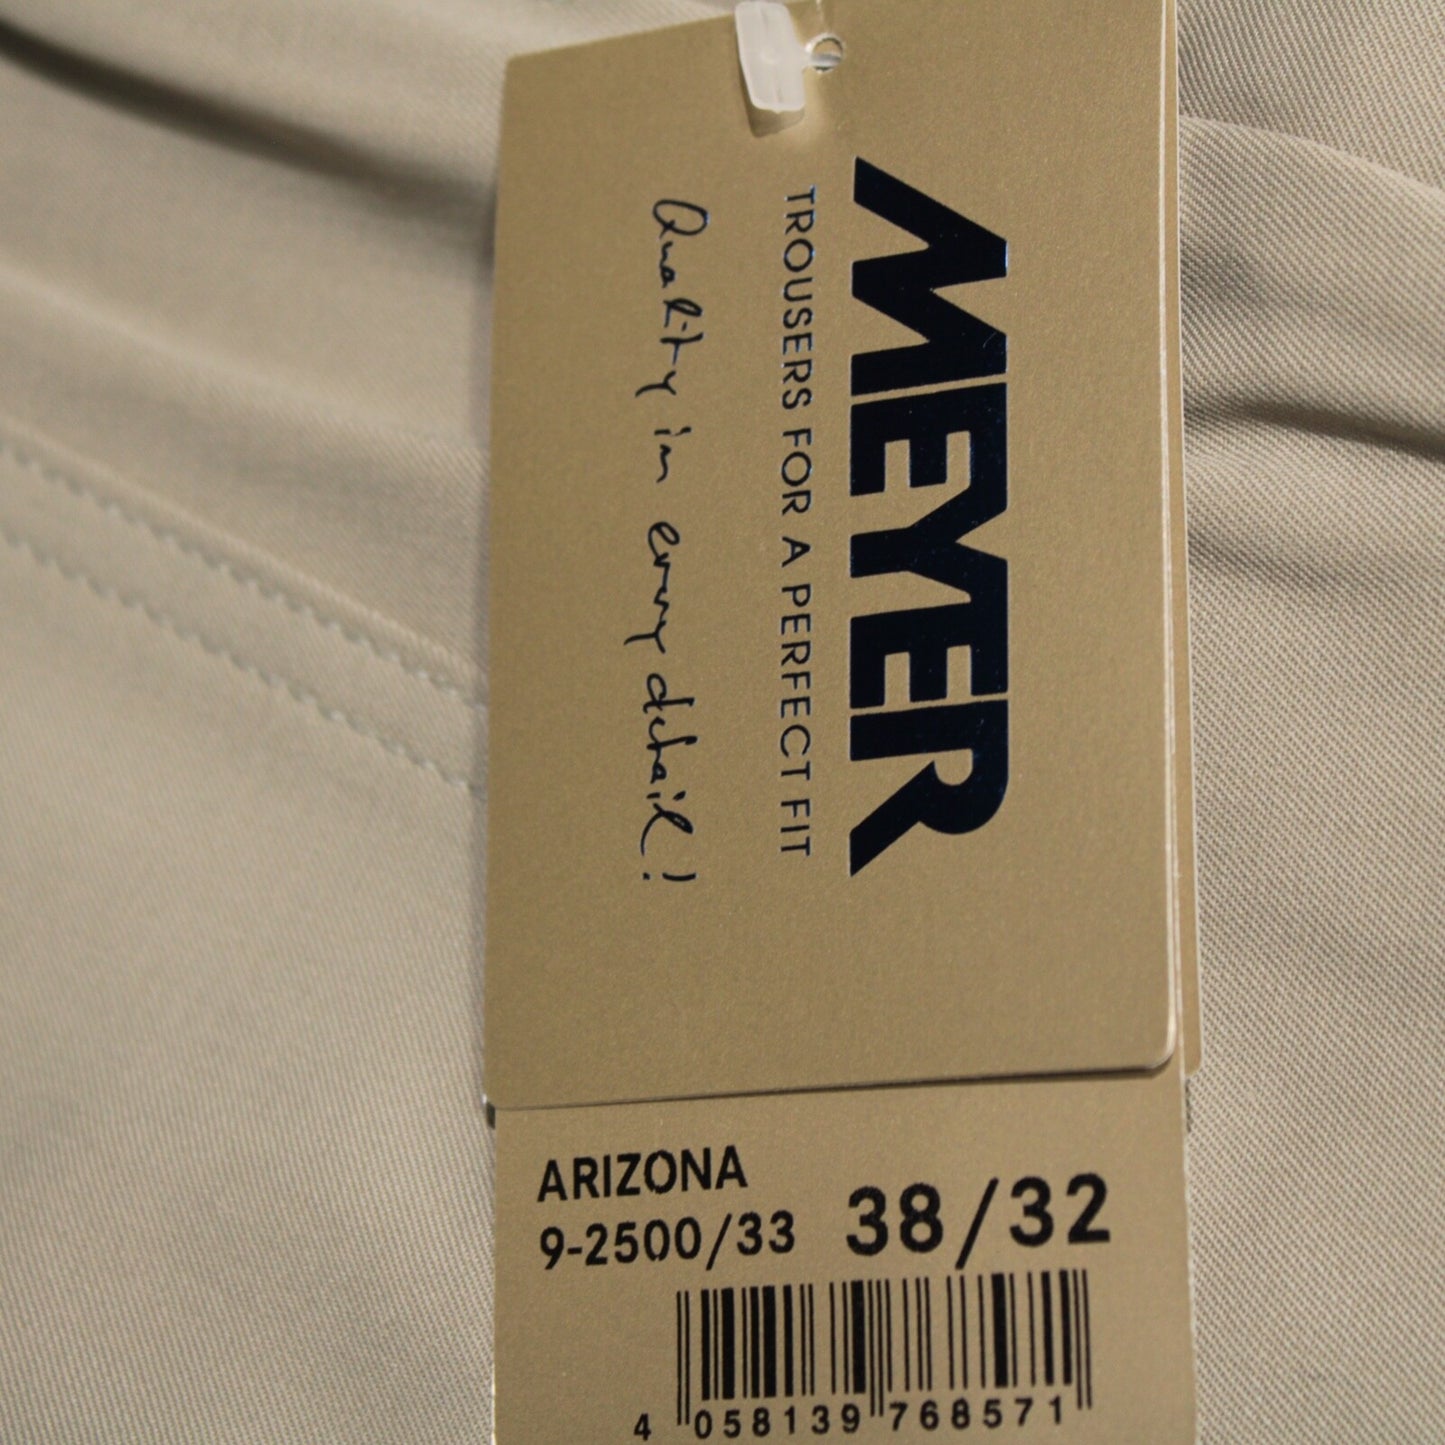 MEYER
TROUSERS FOR A PERFECT FIT
Quality in every detail!
ARIZONA
9-2500/33 38/32
4 058139 768571